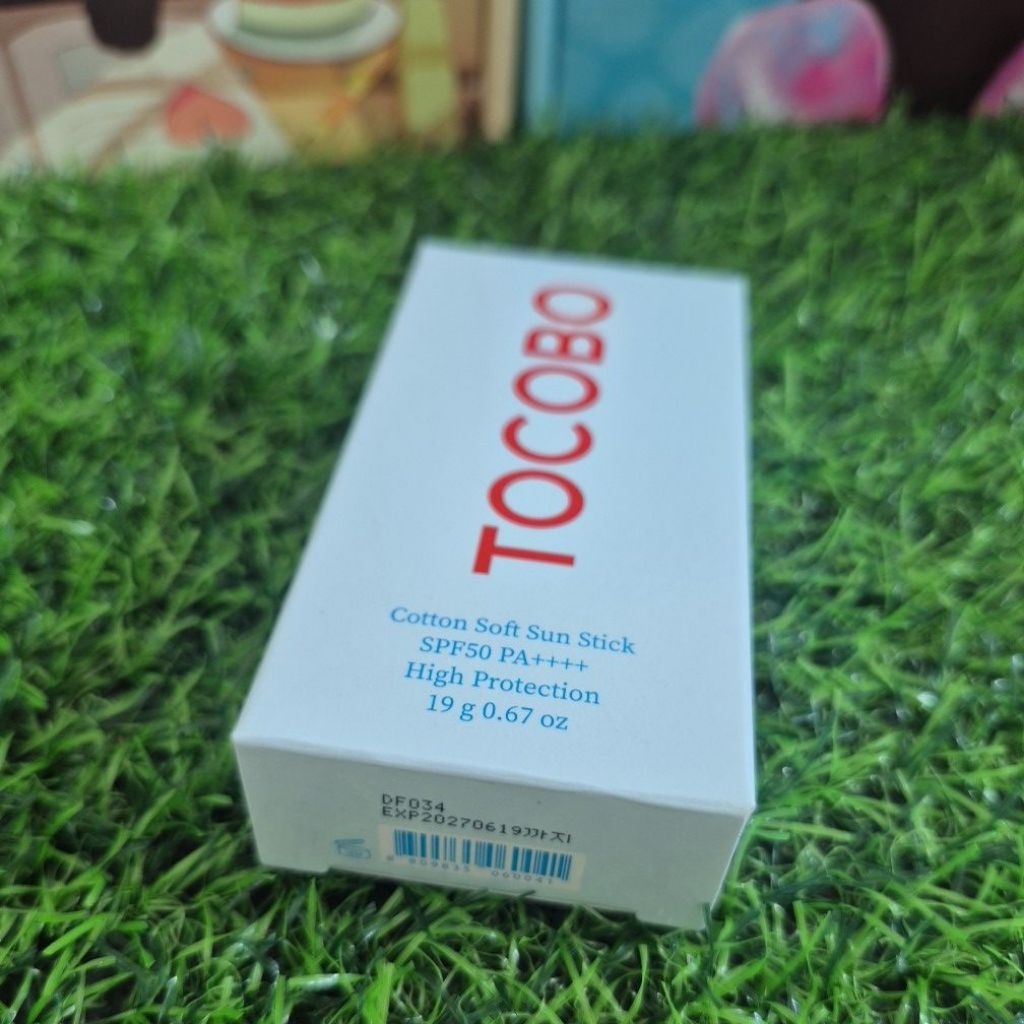 TOCOBO
Cotton Soft Sun Stick
SPF50 PA++++
High Protection
19 g 0.67 oz
DF034
EXP20270619까지